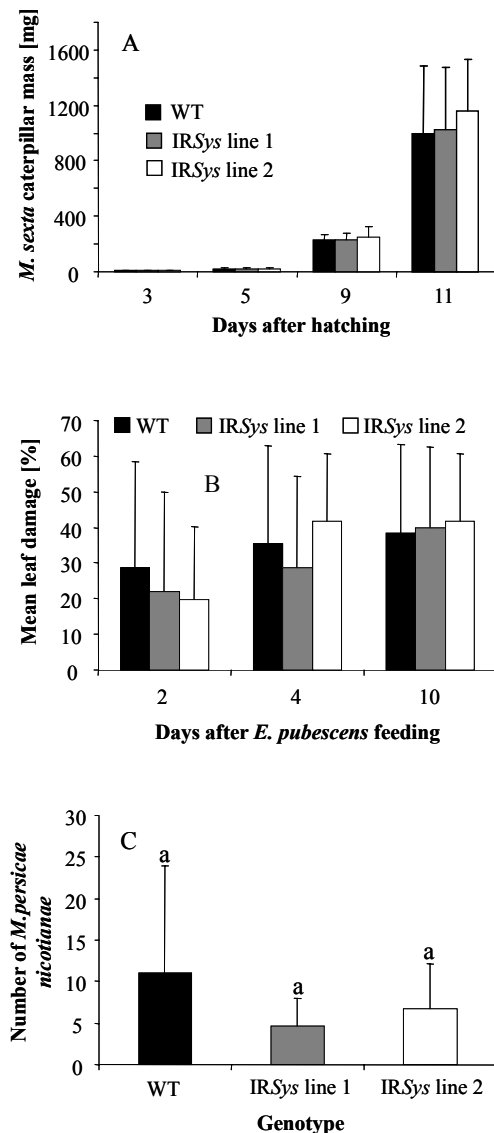 A
M. sexta caterpillar mass [mg]
1600
1200
800
400
0
WT
IRSys line 1
IRSys line 2
3 5 9 11
Days after hatching
WT IRSys line 1 IRSys line 2
B
Mean leaf damage [%]
70
60
50
40
30
20
10
0
2 4 10
Days after E. pubescens feeding
C
Number of M.persicae
nicotianae
30
25
20
15
10
5
0
a
a
a
WT IRSys line 1 IRSys line 2
Genotype